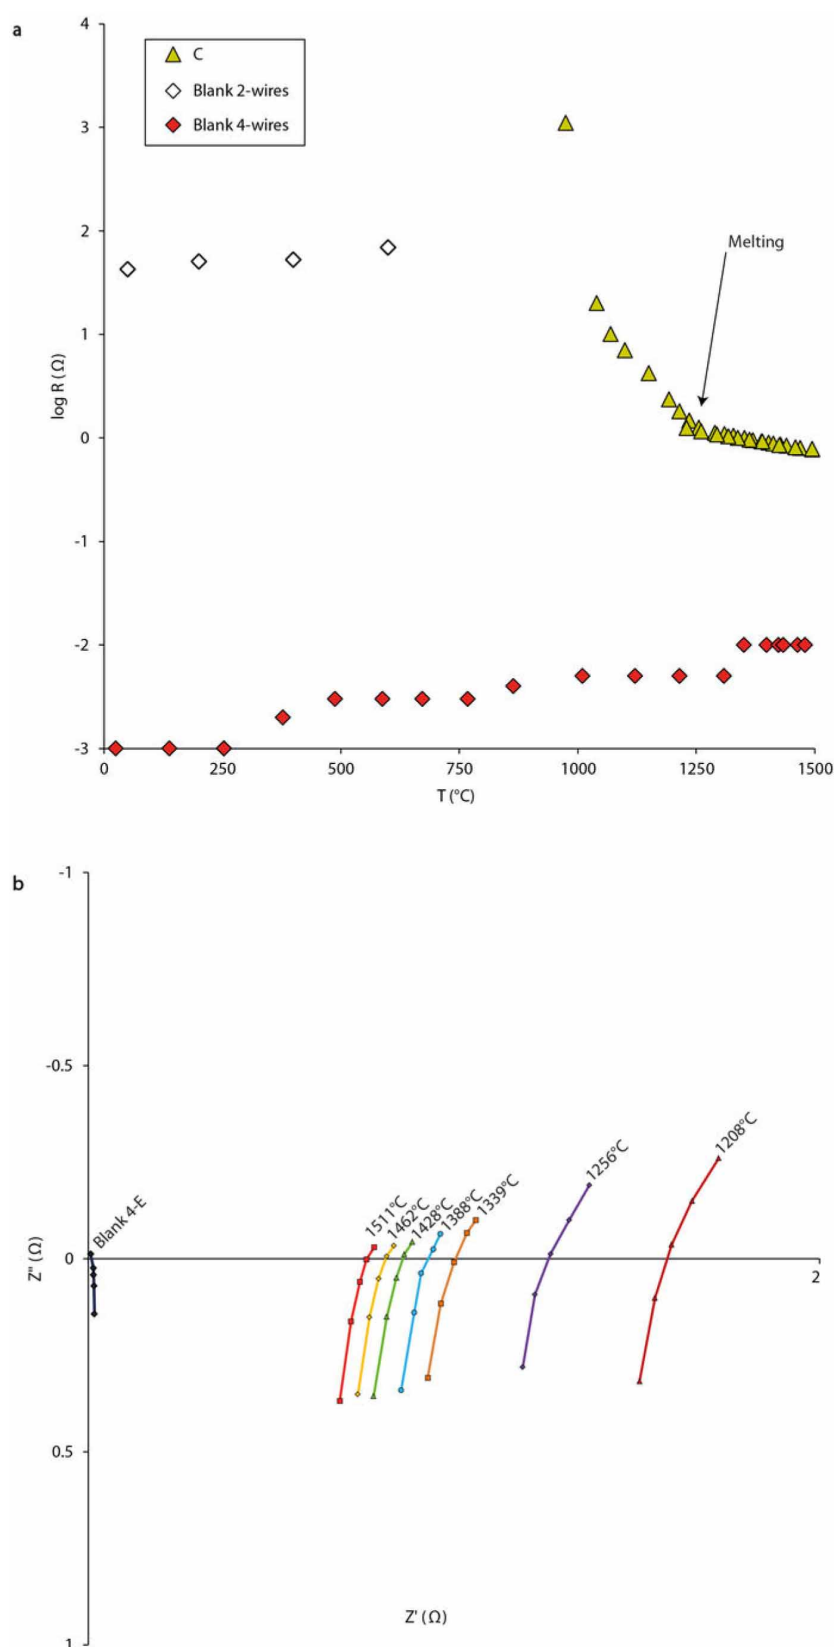 a
4
C
Blank 2-wires
3
Blank 4-wires
2
Melting
1
log R (Ω)
0
-1
-2
-3
0 250 500 750 1000 1250 1500
T (°C)
b
-1
-0.5
Blank 4-E
1511°C
1462°C
1428°C
1388°C
1339°C
1256°C
1208°C
Z" (Ω)
0
2
0.5
Z' (Ω)
1